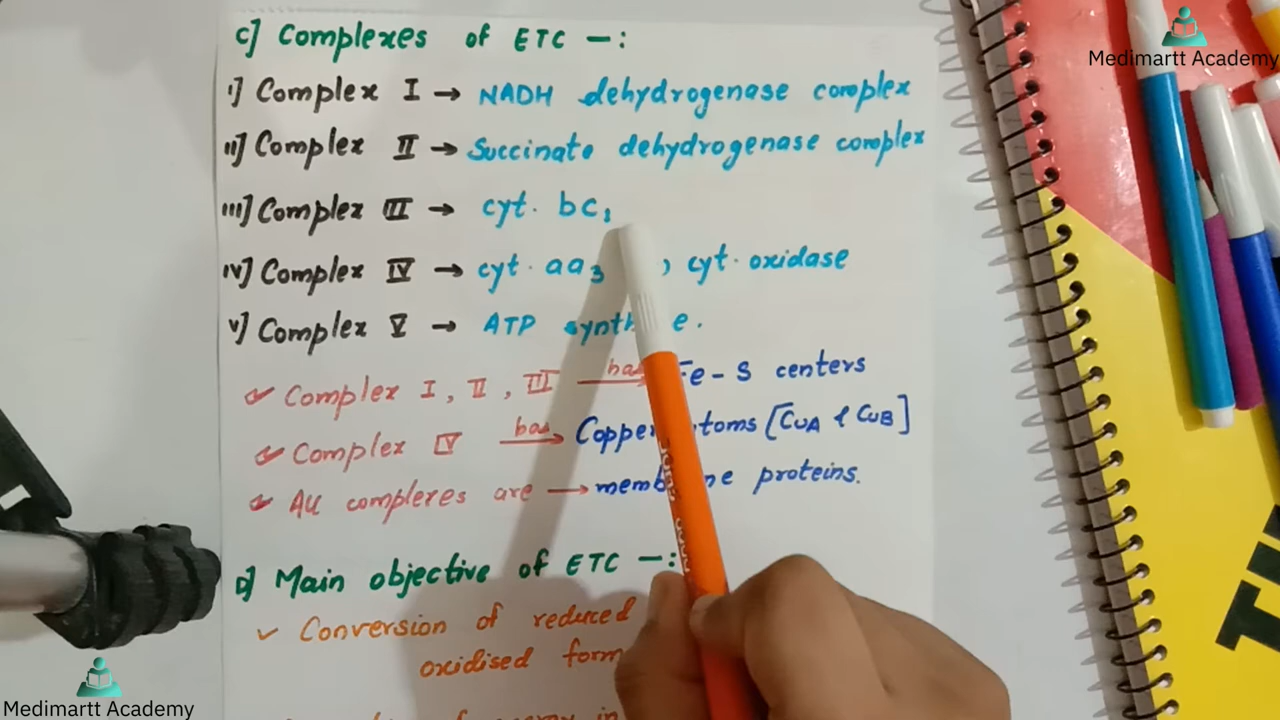 C] Complexes of ETC —:
i] Complex I → NADH dehydrogenase complex
ii] Complex II → Succinate dehydrogenase complex
iii] Complex III → cyt. bc₁
iv] Complex IV → cyt. aa₃ , cyt. oxidase
v] Complex V → ATP
✓ Complex I, II, III has → Fe-S centers
✓ Complex IV has → Copper [CuA & CuB]
✓ All complexes are → proteins.
D] Main objective of ETC —:
✓ Conversion of reduced
oxidised form
Medimartt Academy
Medimartt Academy